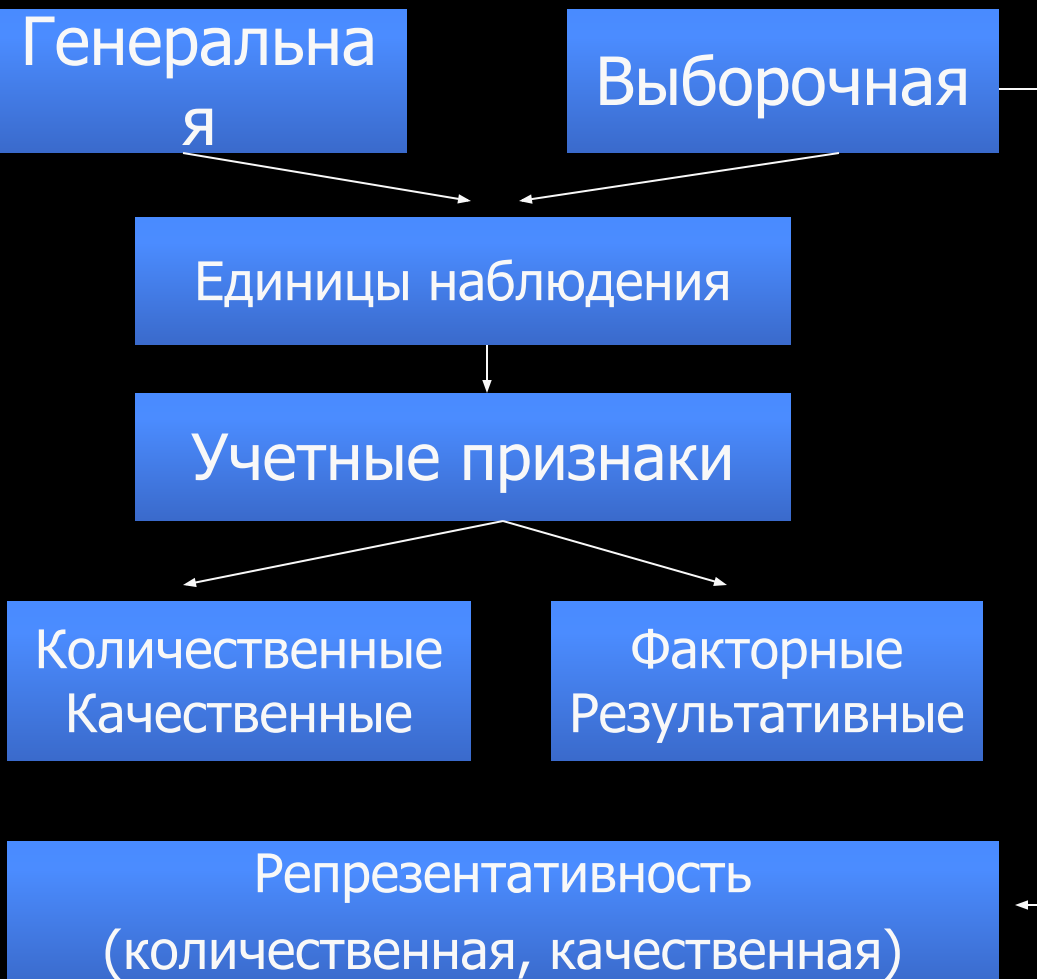 Генеральна
я
Выборочная
Единицы наблюдения
Учетные признаки
Количественные
Качественные
Факторные
Результативные
Репрезентативность
(количественная, качественная)